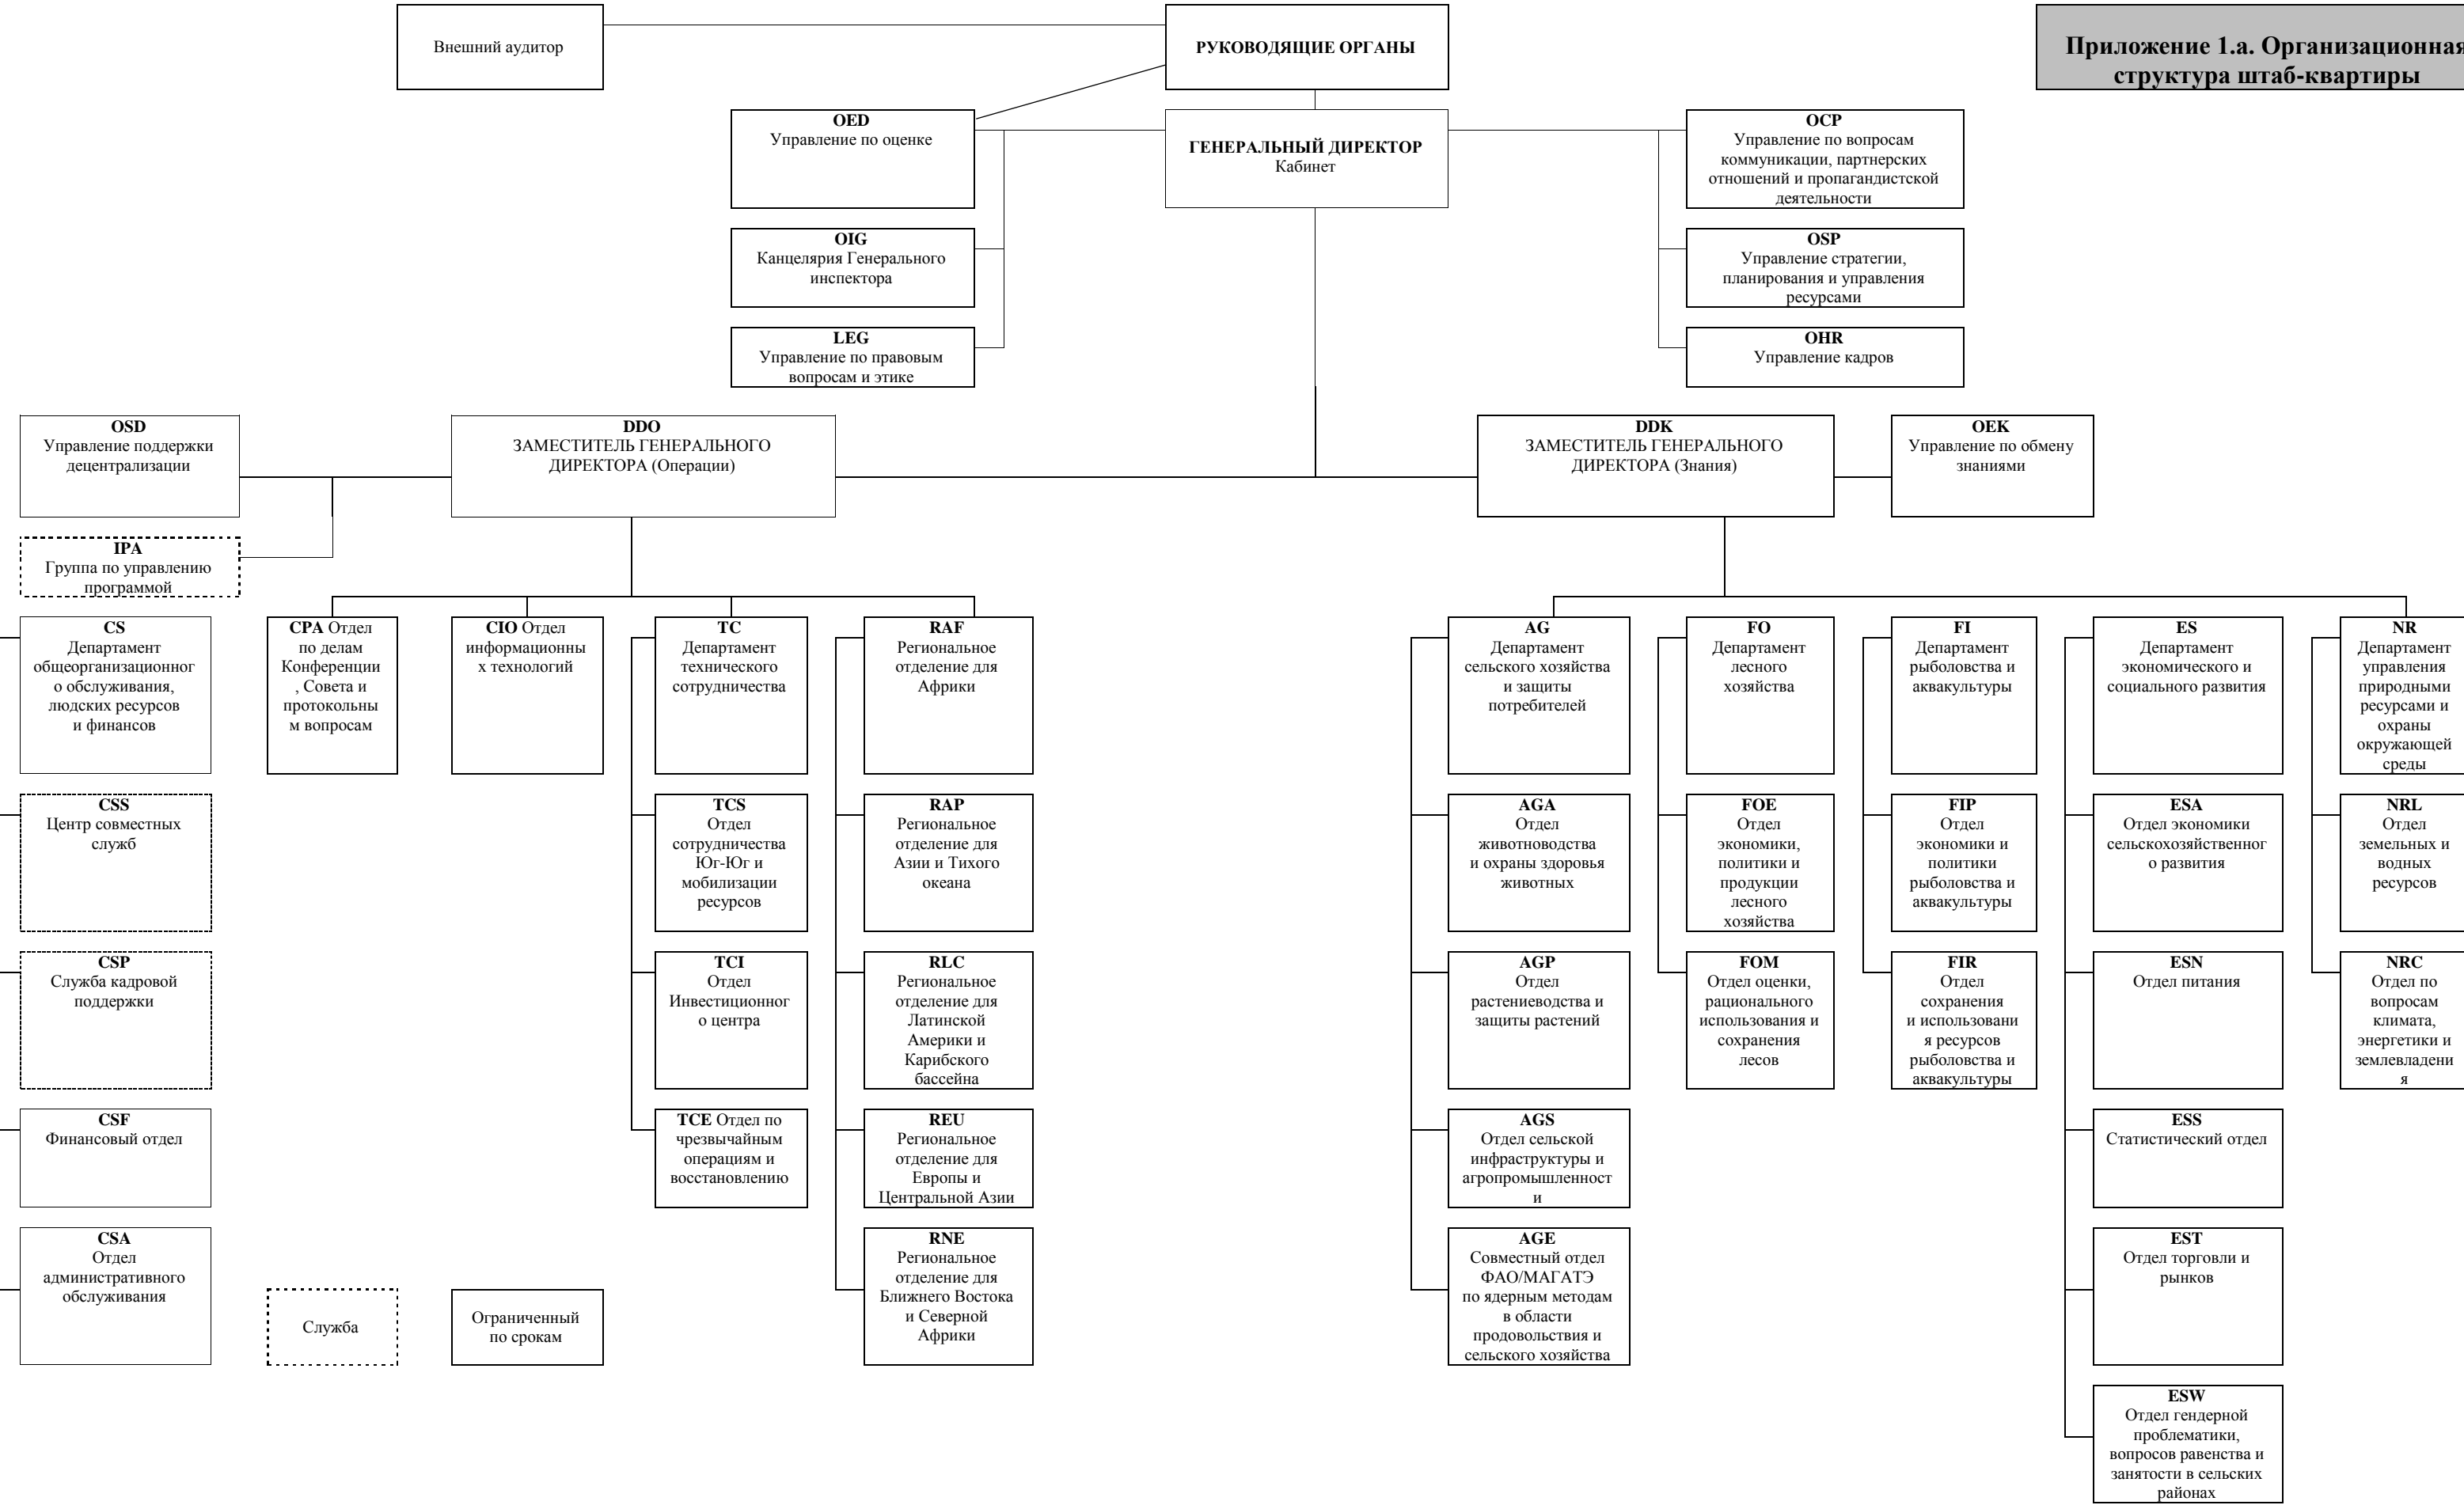 Внешний аудитор
РУКОВОДЯЩИЕ ОРГАНЫ
Приложение 1.а. Организационная
структура штаб-квартиры
OED
Управление по оценке
ГЕНЕРАЛЬНЫЙ ДИРЕКТОР
Кабинет
OCP
Управление по вопросам
коммуникации, партнерских
отношений и пропагандистской
деятельности
OIG
Канцелярия Генерального
инспектора
OSP
Управление стратегии,
планирования и управления
ресурсами
LEG
Управление по правовым
вопросам и этике
OHR
Управление кадров
OSD
Управление поддержки
децентрализации
DDO
ЗАМЕСТИТЕЛЬ ГЕНЕРАЛЬНОГО
ДИРЕКТОРА (Операции)
DDK
ЗАМЕСТИТЕЛЬ ГЕНЕРАЛЬНОГО
ДИРЕКТОРА (Знания)
OEK
Управление по обмену
знаниями
IPA
Группа по управлению
программой
CS
Департамент
общеорганизационног
о обслуживания,
людских ресурсов
и финансов
CPA Отдел
по делам
Конференции
, Совета и
протокольны
м вопросам
CIO Отдел
информационны
х технологий
TC
Департамент
технического
сотрудничества
RAF
Региональное
отделение для
Африки
AG
Департамент
сельского хозяйства
и защиты
потребителей
FO
Департамент
лесного
хозяйства
FI
Департамент
рыболовства и
аквакультуры
ES
Департамент
экономического и
социального развития
NR
Департамент
управления
природными
ресурсами и
охраны
окружающей
среды
CSS
Центр совместных
служб
TCS
Отдел
сотрудничества
Юг-Юг и
мобилизации
ресурсов
RAP
Региональное
отделение для
Азии и Тихого
океана
AGA
Отдел
животноводства
и охраны здоровья
животных
FOE
Отдел
экономики,
политики и
продукции
лесного
хозяйства
FIP
Отдел
экономики и
политики
рыболовства и
аквакультуры
ESA
Отдел экономики
сельскохозяйственног
о развития
NRL
Отдел
земельных и
водных
ресурсов
CSP
Служба кадровой
поддержки
TCI
Отдел
Инвестиционног
о центра
RLC
Региональное
отделение для
Латинской
Америки и
Карибского
бассейна
AGP
Отдел
растениеводства и
защиты растений
FOM
Отдел оценки,
рационального
использования и
сохранения
лесов
FIR
Отдел
сохранения
и использовани
я ресурсов
рыболовства и
аквакультуры
ESN
Отдел питания
NRC
Отдел по
вопросам
климата,
энергетики и
землевладени
я
CSF
Финансовый отдел
TCE Отдел по
чрезвычайным
операциям и
восстановлению
REU
Региональное
отделение для
Европы и
Центральной Азии
AGS
Отдел сельской
инфраструктуры и
агропромышленност
и
ESS
Статистический отдел
CSA
Отдел
административного
обслуживания
Служба
Ограниченный
по срокам
RNE
Региональное
отделение для
Ближнего Востока
и Северной
Африки
AGE
Совместный отдел
ФАО/МАГАТЭ
по ядерным методам
в области
продовольствия и
сельского хозяйства
EST
Отдел торговли и
рынков
ESW
Отдел гендерной
проблематики,
вопросов равенства и
занятости в сельских
районах